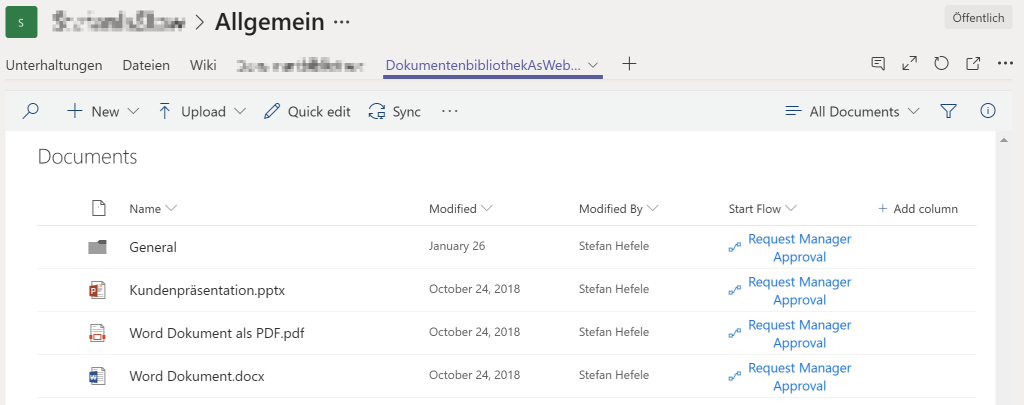 S > Allgemein ···
Öffentlich
Unterhaltungen Dateien Wiki DokumentenbibliothekAsWeb...
New Upload Quick edit Sync ··· All Documents
Documents
Name Modified Modified By Start Flow + Add column
General January 26 Stefan Hefele Request Manager
Approval
Kundenpräsentation.pptx October 24, 2018 Stefan Hefele Request Manager
Approval
Word Dokument als PDF.pdf October 24, 2018 Stefan Hefele Request Manager
Approval
Word Dokument.docx October 24, 2018 Stefan Hefele Request Manager
Approval